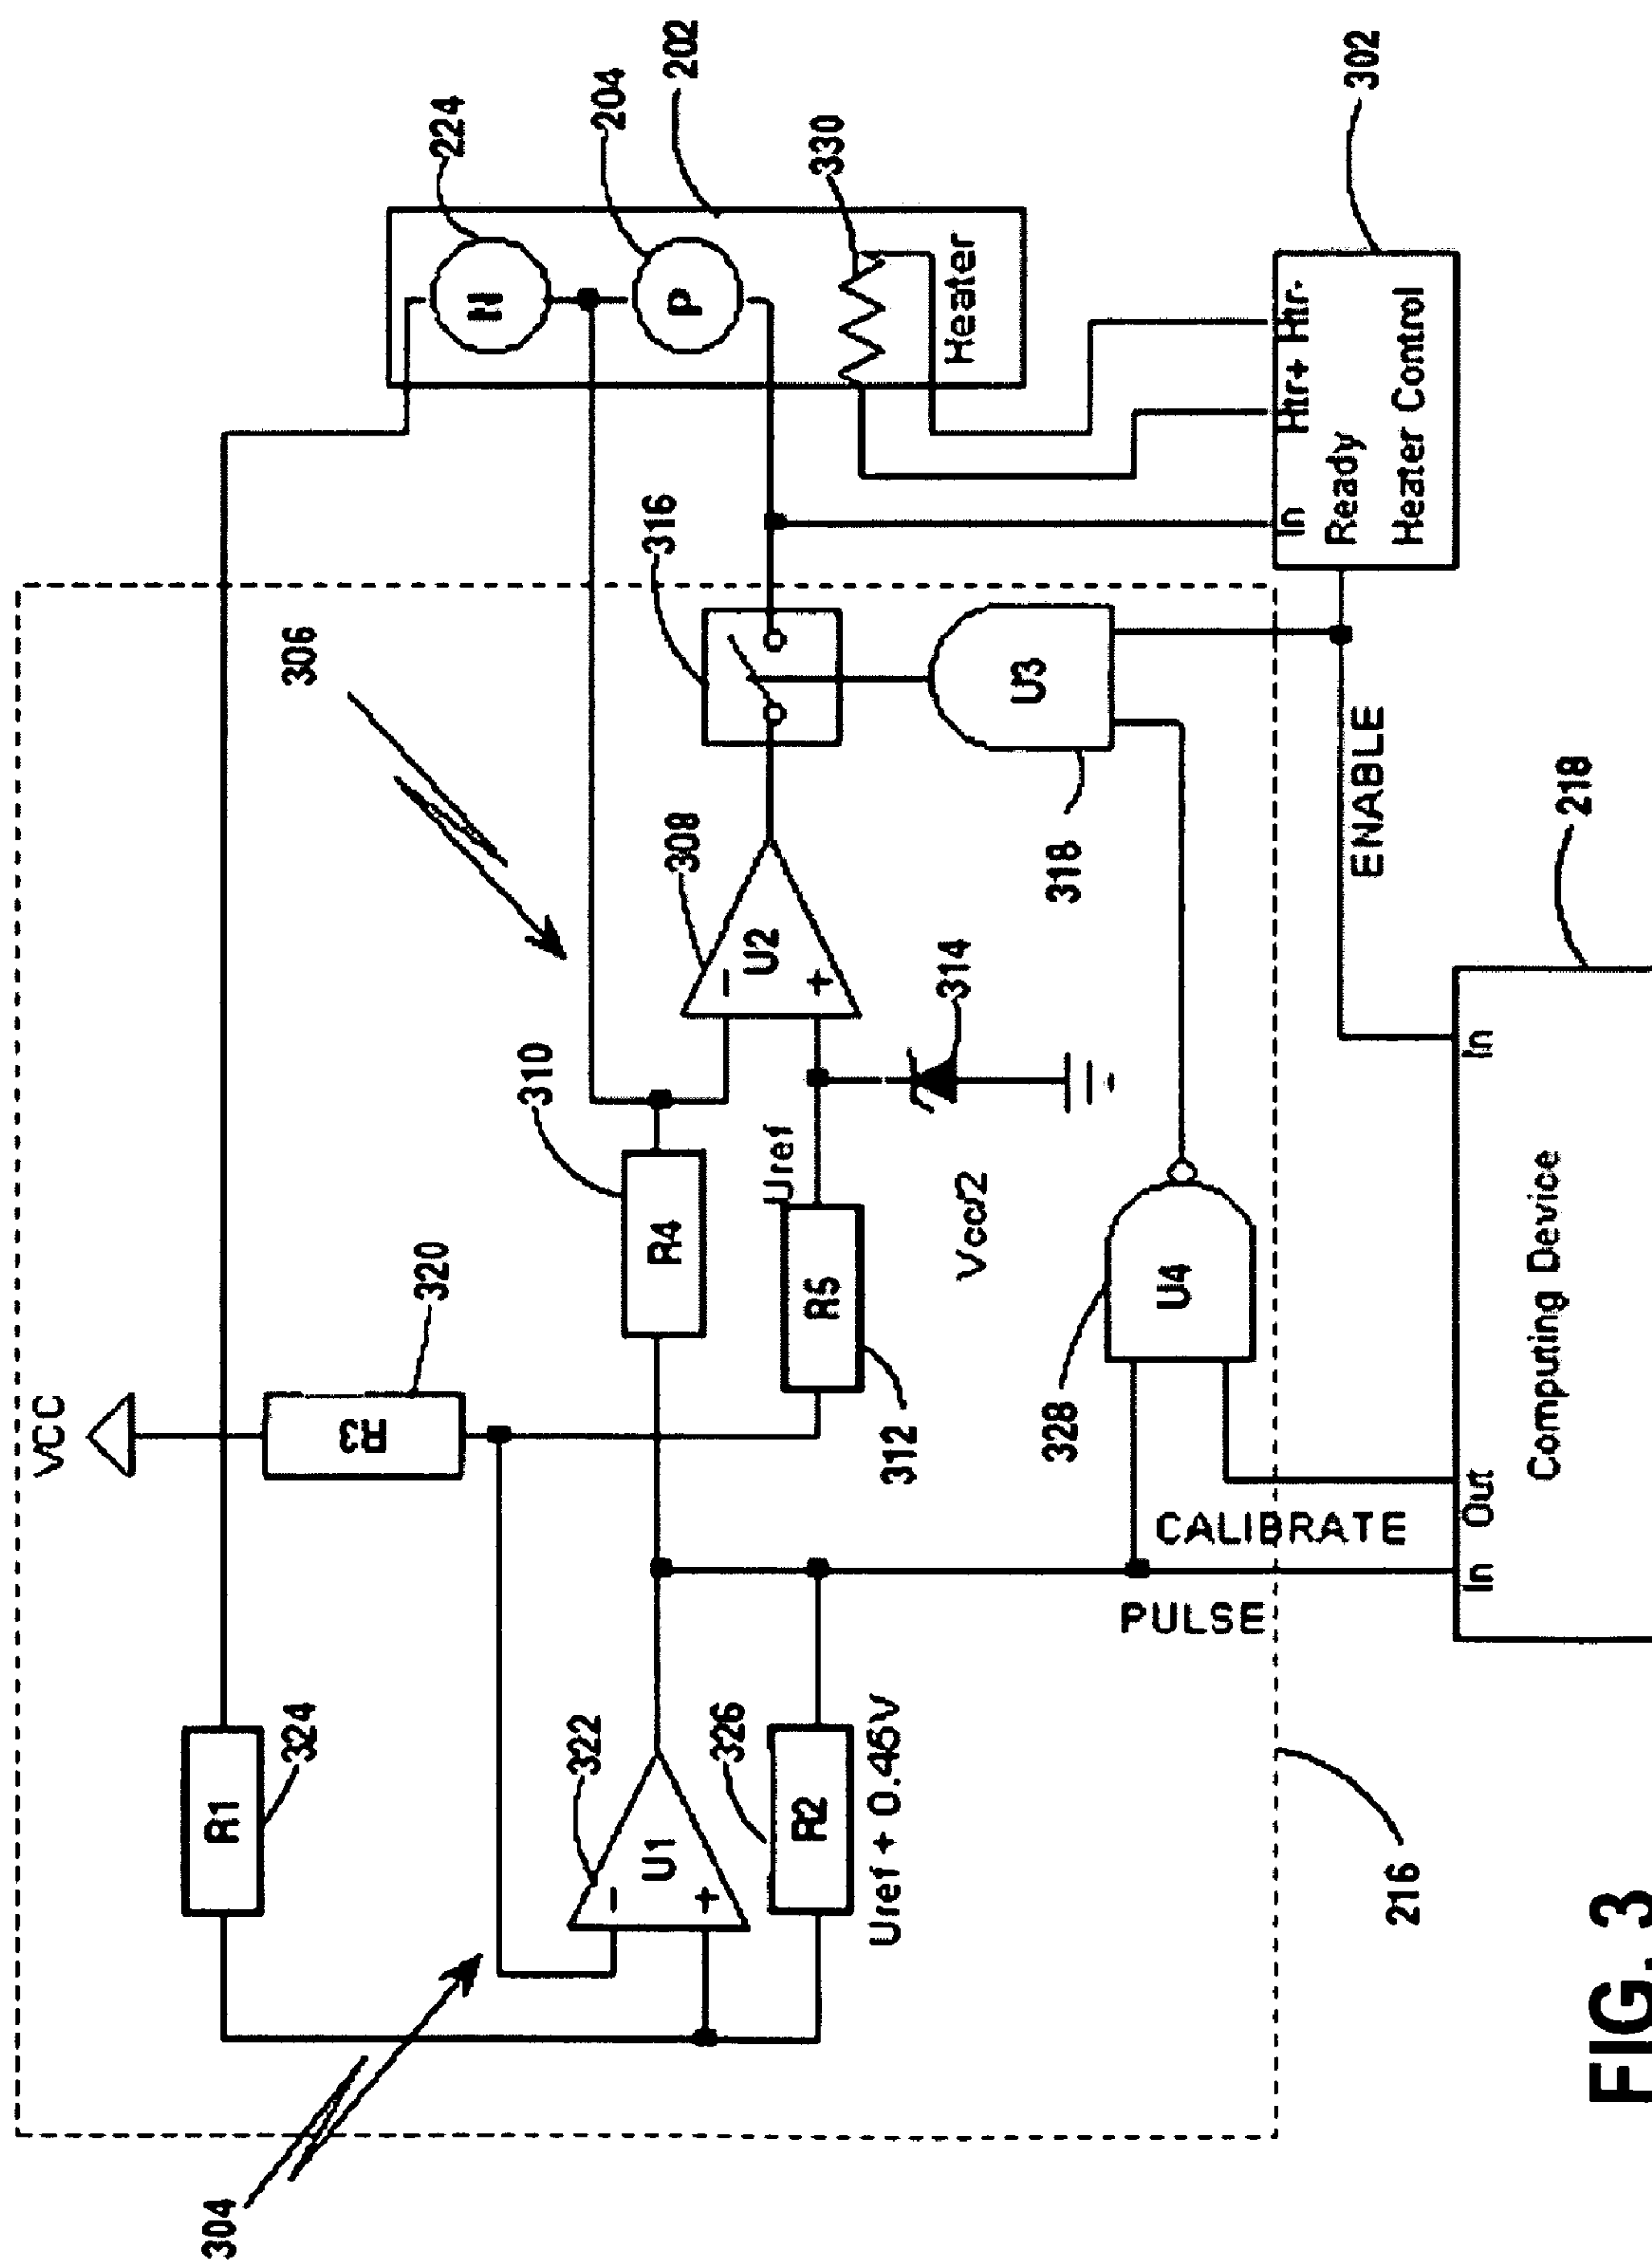 304
306
VCC
R1
324
R3
320
322
U1
-
+
326
R2
Uref + 0.45V
310
R4
Uref
R5
312
Vcc/2
314
308
U2
-
+
316
224
N
204
P
202
330
Heater
U3
318
328
U4
CALIBRATE
PULSE
216
ENABLE
In
Htr+
Htr-
Ready
Heater Control
302
In
Out
In
Computing Device
218
FIG. 3